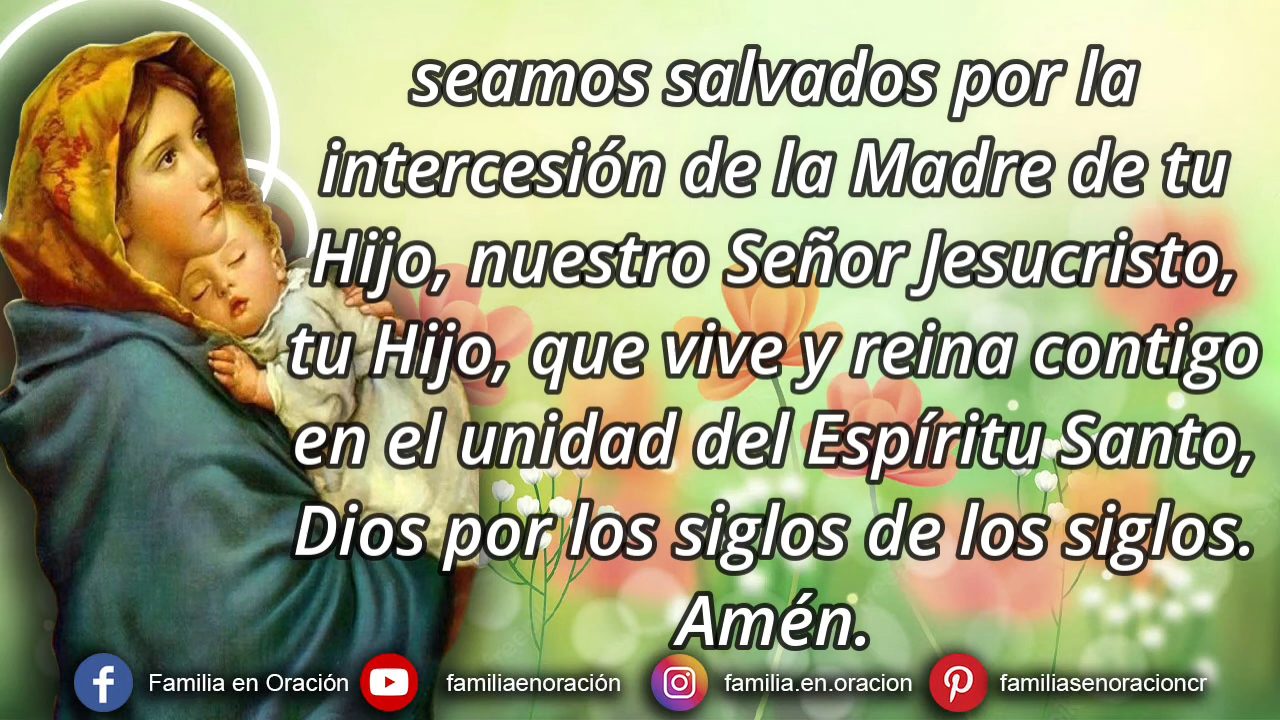 seamos salvados por la
intercesión de la Madre de tu
Hijo, nuestro Señor Jesucristo,
tu Hijo, que vive y reina contigo
en el unidad del Espíritu Santo,
Dios por los siglos de los siglos.
Amén.
Familia en Oración familiaenoración familia.en.oracion familiasenoracioncr